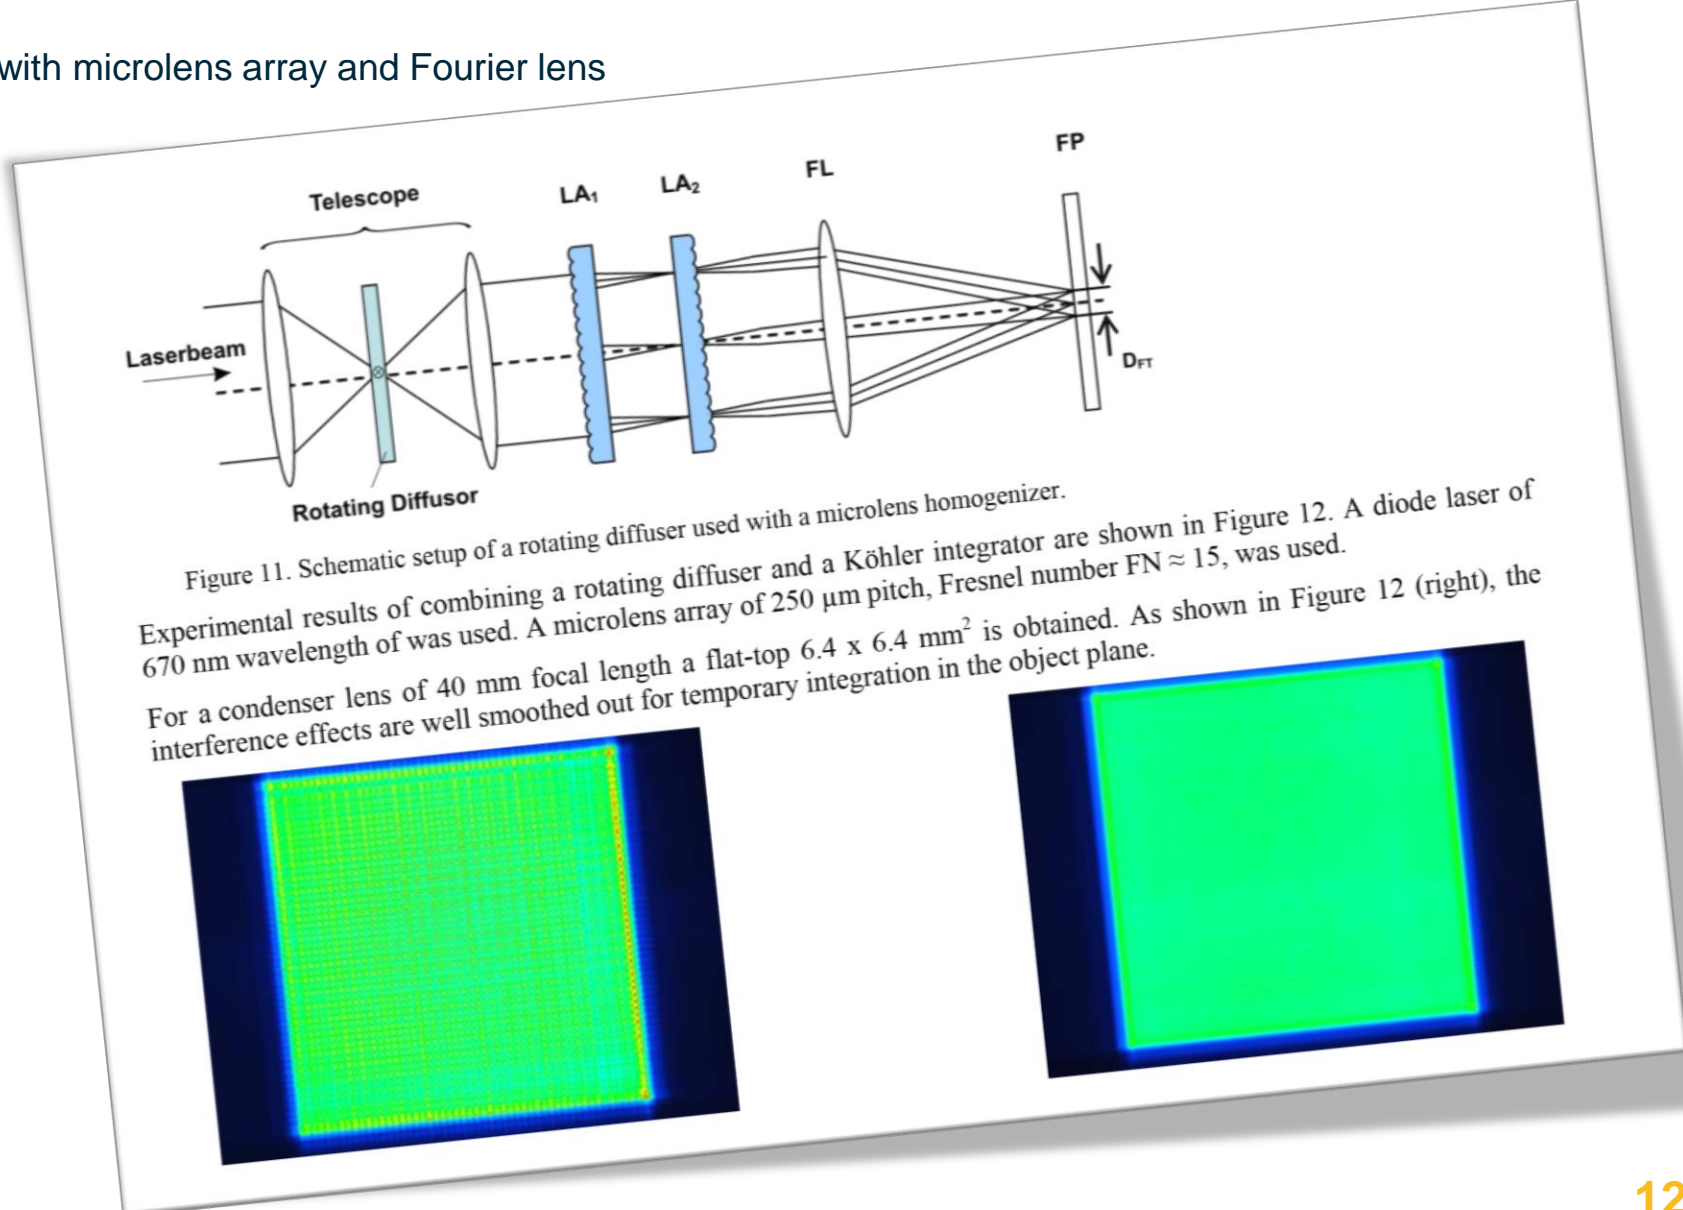 with microlens array and Fourier lens
Telescope
LA₁
LA₂
FL
FP
Laserbeam
D_FT
Rotating Diffusor
Figure 11. Schematic setup of a rotating diffuser used with a microlens homogenizer.
Experimental results of combining a rotating diffuser and a Köhler integrator are shown in Figure 12. A diode laser of
670 nm wavelength of was used. A microlens array of 250 μm pitch, Fresnel number FN ≈ 15, was used.
For a condenser lens of 40 mm focal length a flat-top 6.4 x 6.4 mm² is obtained. As shown in Figure 12 (right), the
interference effects are well smoothed out for temporary integration in the object plane.
12